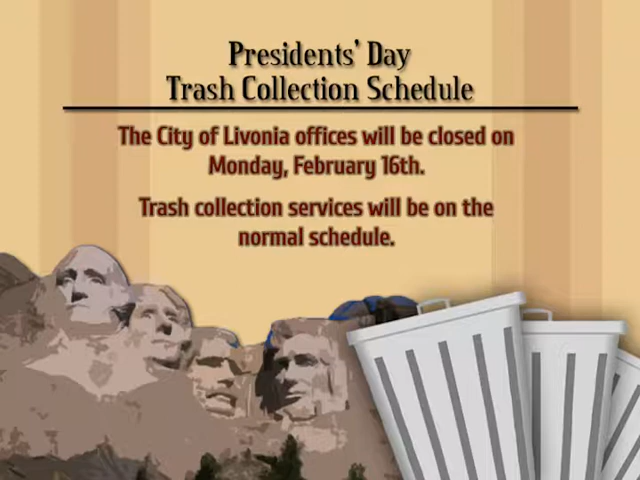 Presidents' Day
Trash Collection Schedule
The City of Livonia offices will be closed on
Monday, February 16th.
Trash collection services will be on the
normal schedule.